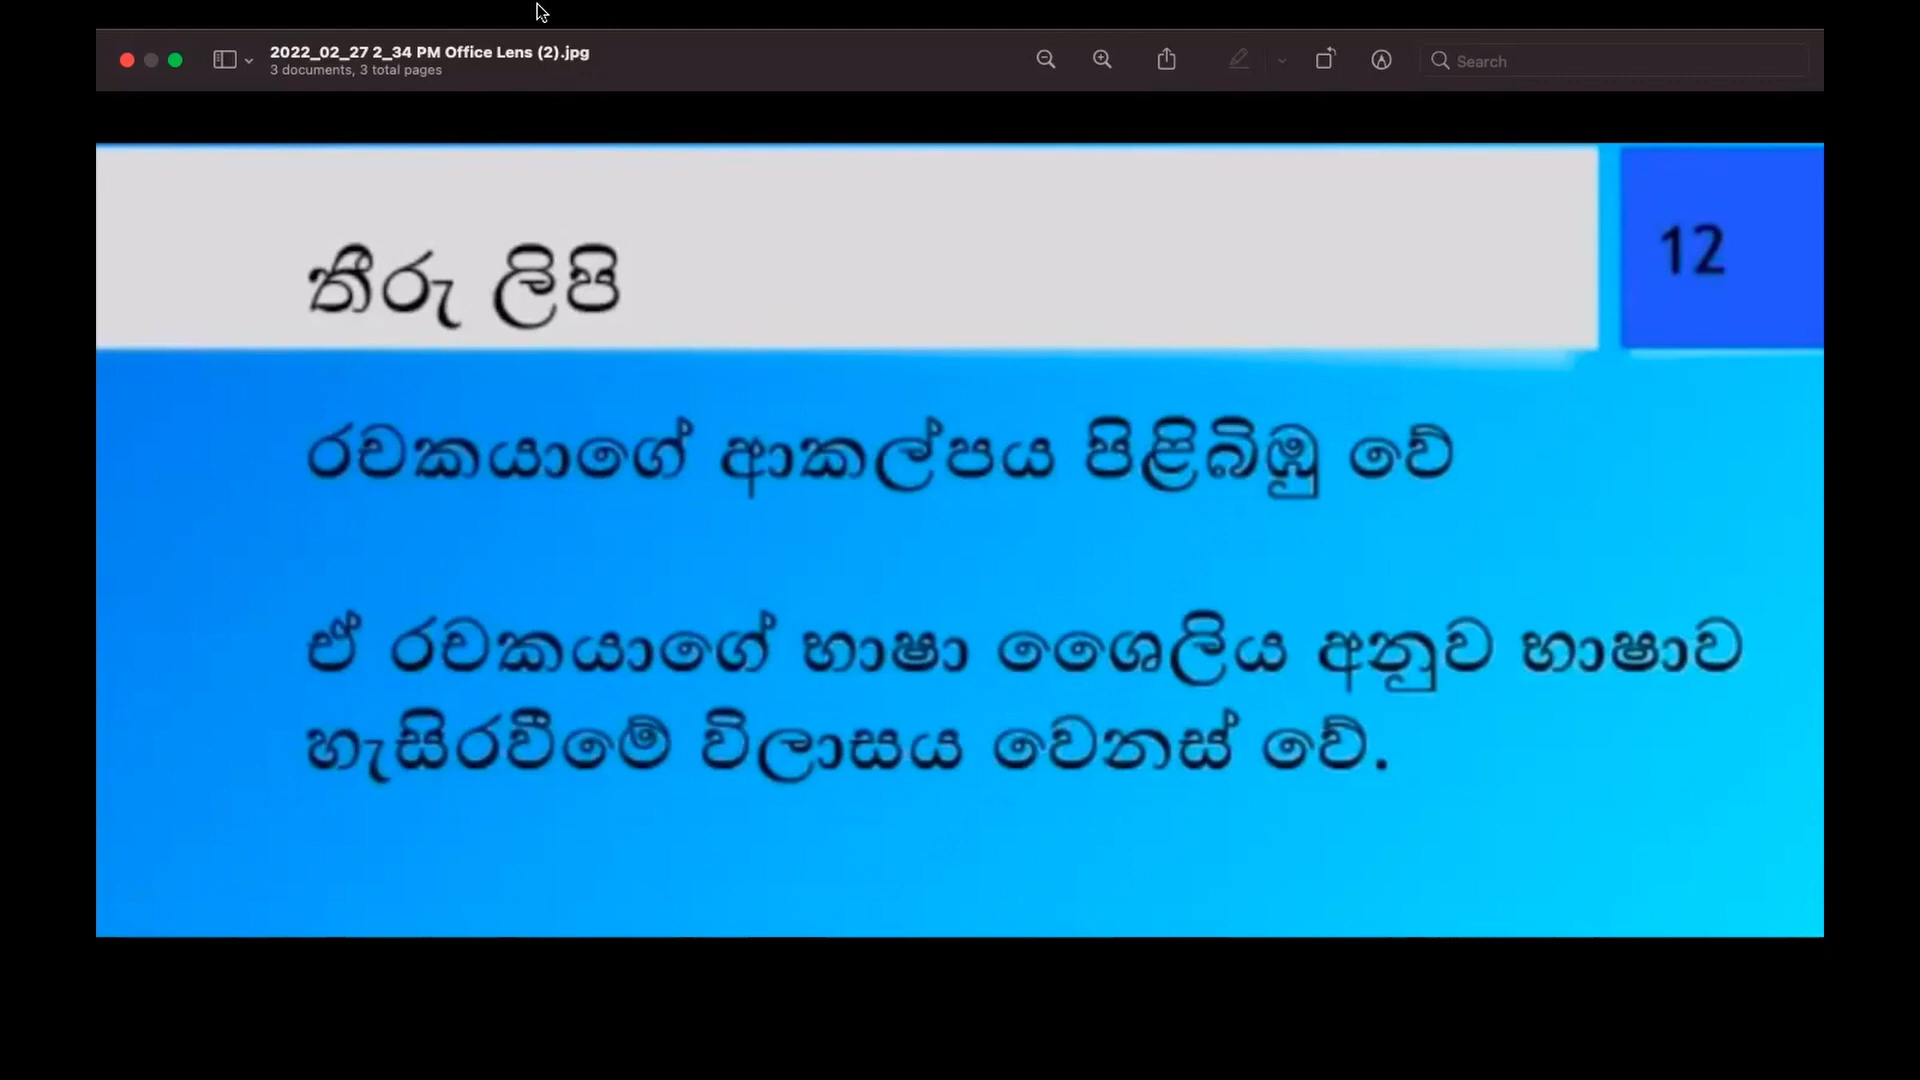 2022_02_27 2_34 PM Office Lens (2).jpg
3 documents, 3 total pages
Search
තීරු ලිපි
12
රචකයාගේ ආකල්පය පිළිබිඹු වේ
ඒ රචකයාගේ භාෂා ශෛලිය අනුව භාෂාව
හැසිරවීමේ විලාසය වෙනස් වේ.